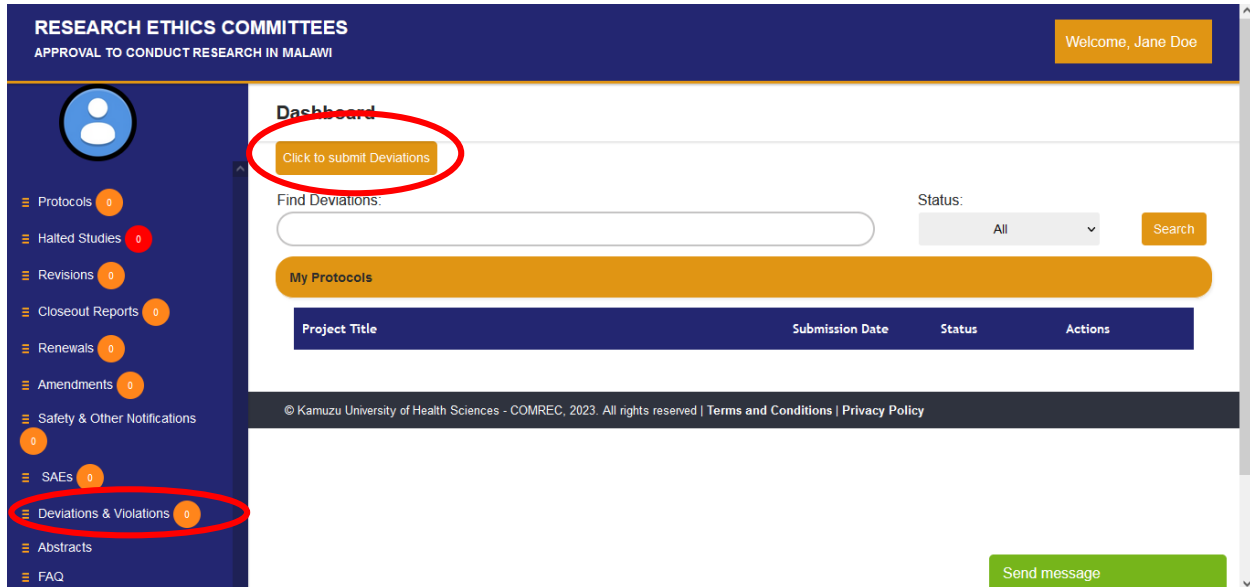 RESEARCH ETHICS COMMITTEES
APPROVAL TO CONDUCT RESEARCH IN MALAWI
Welcome, Jane Doe
Protocols 0
Halted Studies 0
Revisions 0
Closeout Reports 0
Renewals 0
Amendments 0
Safety & Other Notifications
0
SAEs 0
Deviations & Violations 0
Abstracts
FAQ
Dashboard
Click to submit Deviations
Find Deviations:
Status:
All
Search
My Protocols
Project Title Submission Date Status Actions
© Kamuzu University of Health Sciences - COMREC, 2023. All rights reserved | Terms and Conditions | Privacy Policy
Send message